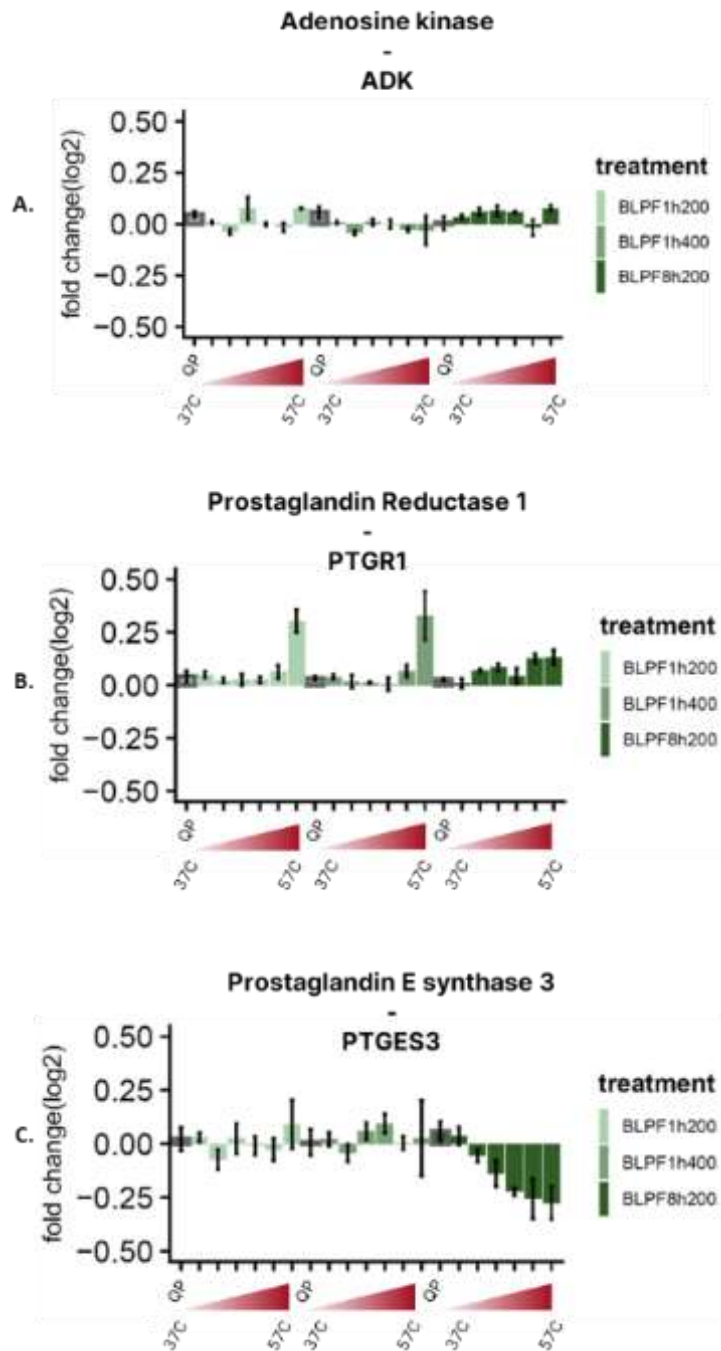 Adenosine kinase
-
ADK
A.
fold change(log2)
0.50
0.25
0.00
−0.25
−0.50
QP
37C
57C
QP
37C
57C
QP
37C
57C
treatment
BLPF1h200
BLPF1h400
BLPF8h200
Prostaglandin Reductase 1
-
PTGR1
B.
fold change(log2)
0.50
0.25
0.00
−0.25
−0.50
QP
37C
57C
QP
37C
57C
QP
37C
57C
treatment
BLPF1h200
BLPF1h400
BLPF8h200
Prostaglandin E synthase 3
-
PTGES3
C.
fold change(log2)
0.50
0.25
0.00
−0.25
−0.50
QP
37C
57C
QP
37C
57C
QP
37C
57C
treatment
BLPF1h200
BLPF1h400
BLPF8h200